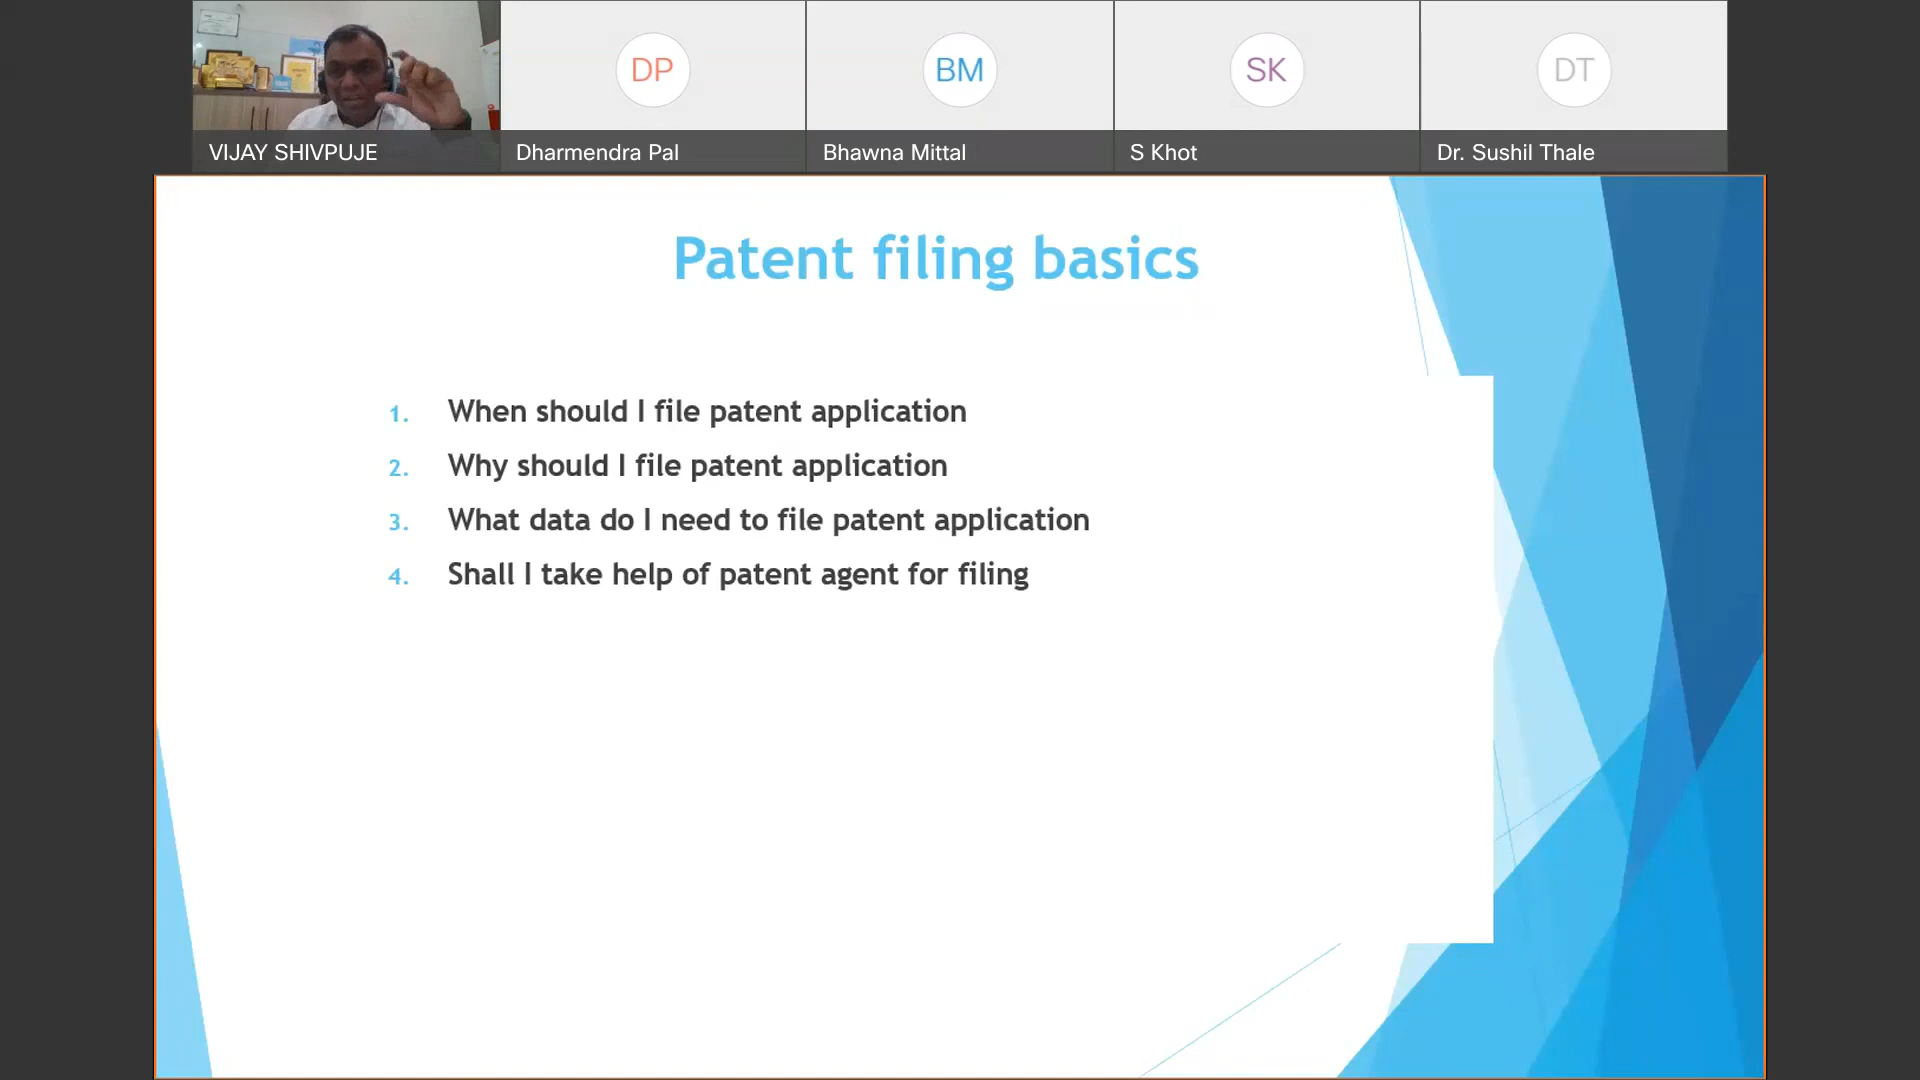 DP
BM
SK
DT
VIJAY SHIVPUJE
Dharmendra Pal
Bhawna Mittal
S Khot
Dr. Sushil Thale
Patent filing basics
1. When should I file patent application
2. Why should I file patent application
3. What data do I need to file patent application
4. Shall I take help of patent agent for filing